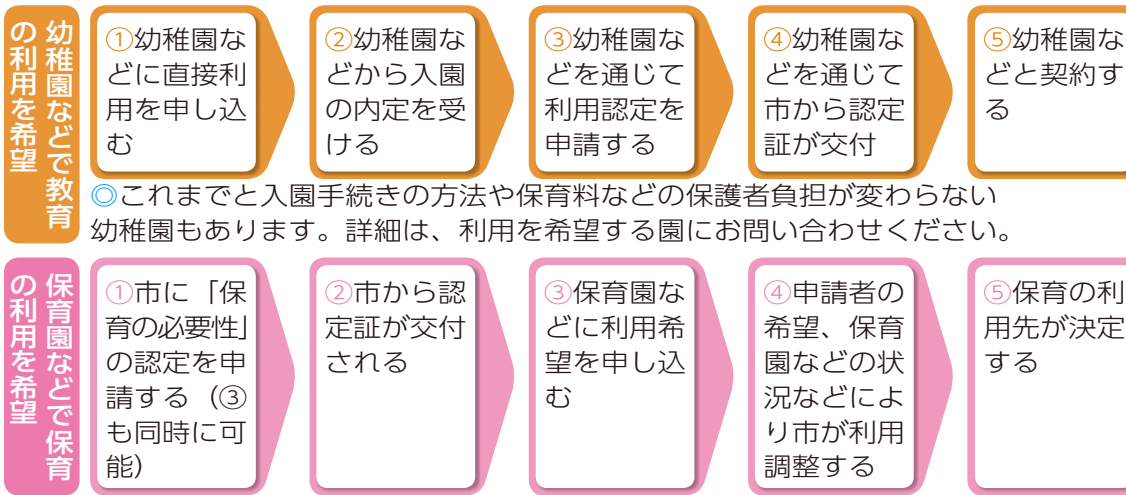 幼稚園などで教育
の利用を希望
①幼稚園な
どに直接利
用を申し込
む
②幼稚園な
どから入園
の内定を受
ける
③幼稚園な
どを通じて
利用認定を
申請する
④幼稚園な
どを通じて
市から認定
証が交付
⑤幼稚園な
どと契約す
る
◎これまでと入園手続きの方法や保育料などの保護者負担が変わらない
幼稚園もあります。詳細は、利用を希望する園にお問い合わせください。
保育園などで保育
の利用を希望
①市に「保
育の必要性」
の認定を申
請する（③
も同時に可
能）
②市から認
定証が交付
される
③保育園な
どに利用希
望を申し込
む
④申請者の
希望、保育
園などの状
況などによ
り市が利用
調整する
⑤保育の利
用先が決定
する